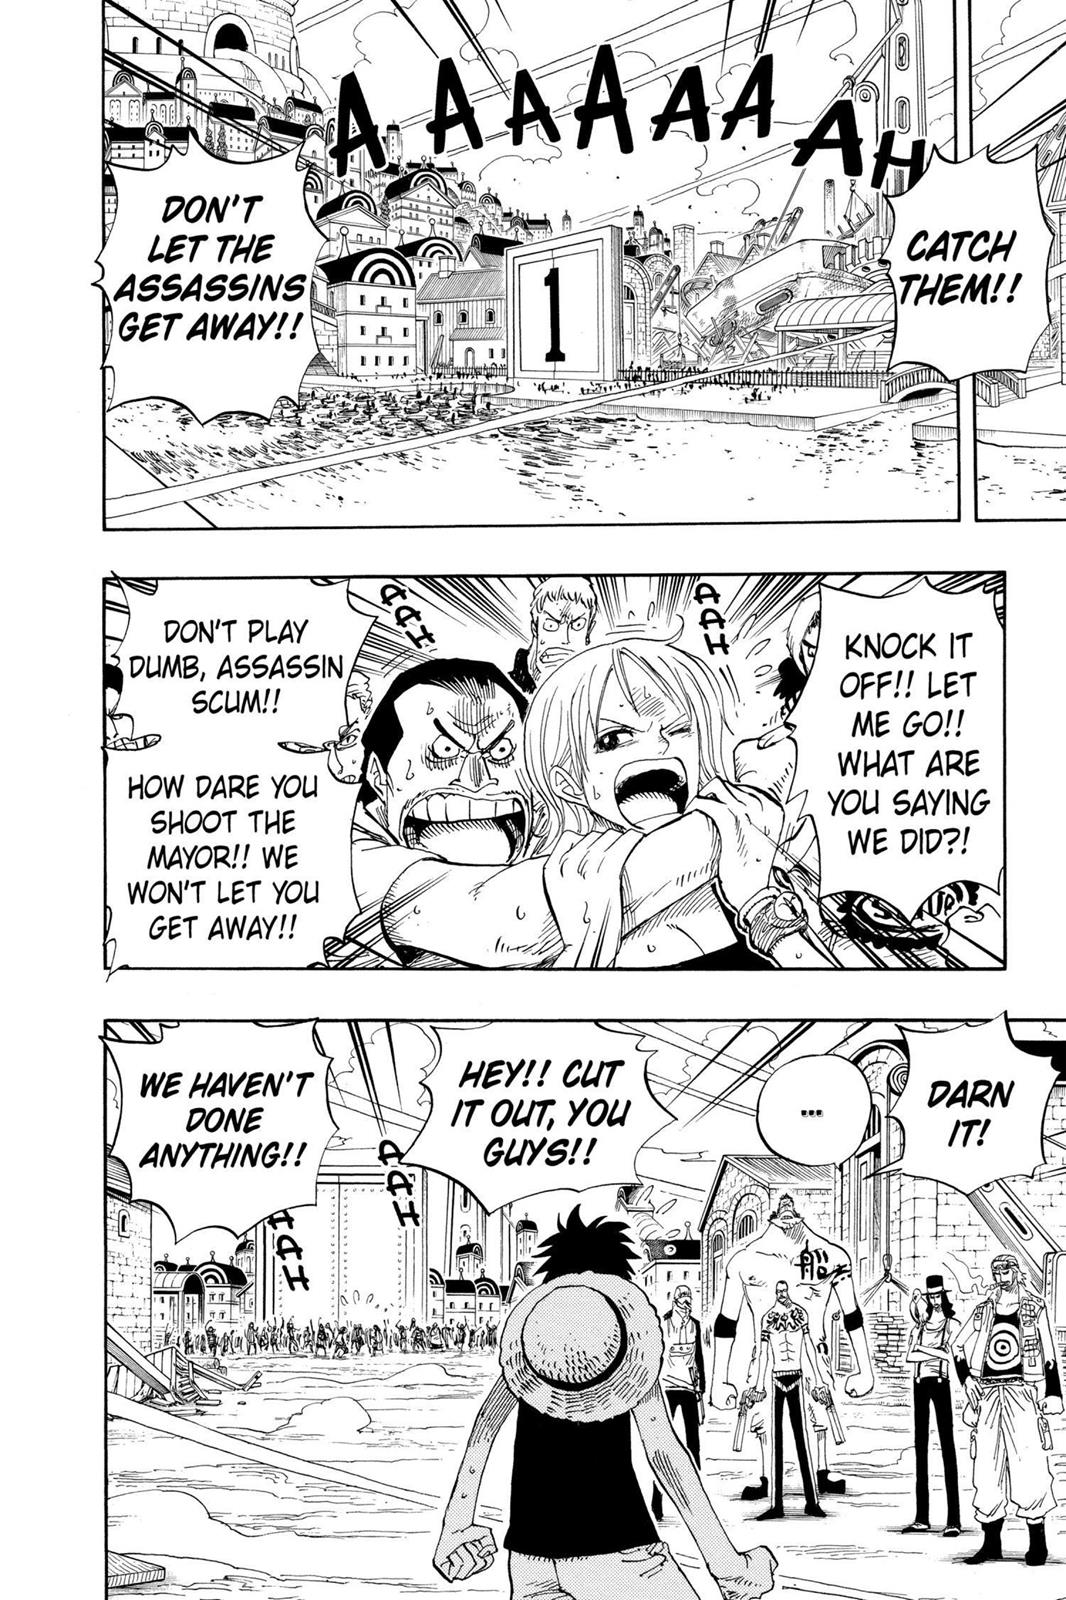 AAAAAAAAH
CATCH
THEM!!
DON'T
LET THE
ASSASSINS
GET AWAY!!
1
KNOCK IT
OFF!! LET
ME GO!!
WHAT ARE
YOU SAYING
WE DID?!
AAH
AAH
DON'T PLAY
DUMB, ASSASSIN
SCUM!!
HOW DARE YOU
SHOOT THE
MAYOR!! WE
WON'T LET YOU
GET AWAY!!
DARN
IT!
...
HEY!! CUT
IT OUT, YOU
GUYS!!
WE HAVEN'T
DONE
ANYTHING!!
AAH
AAH
船